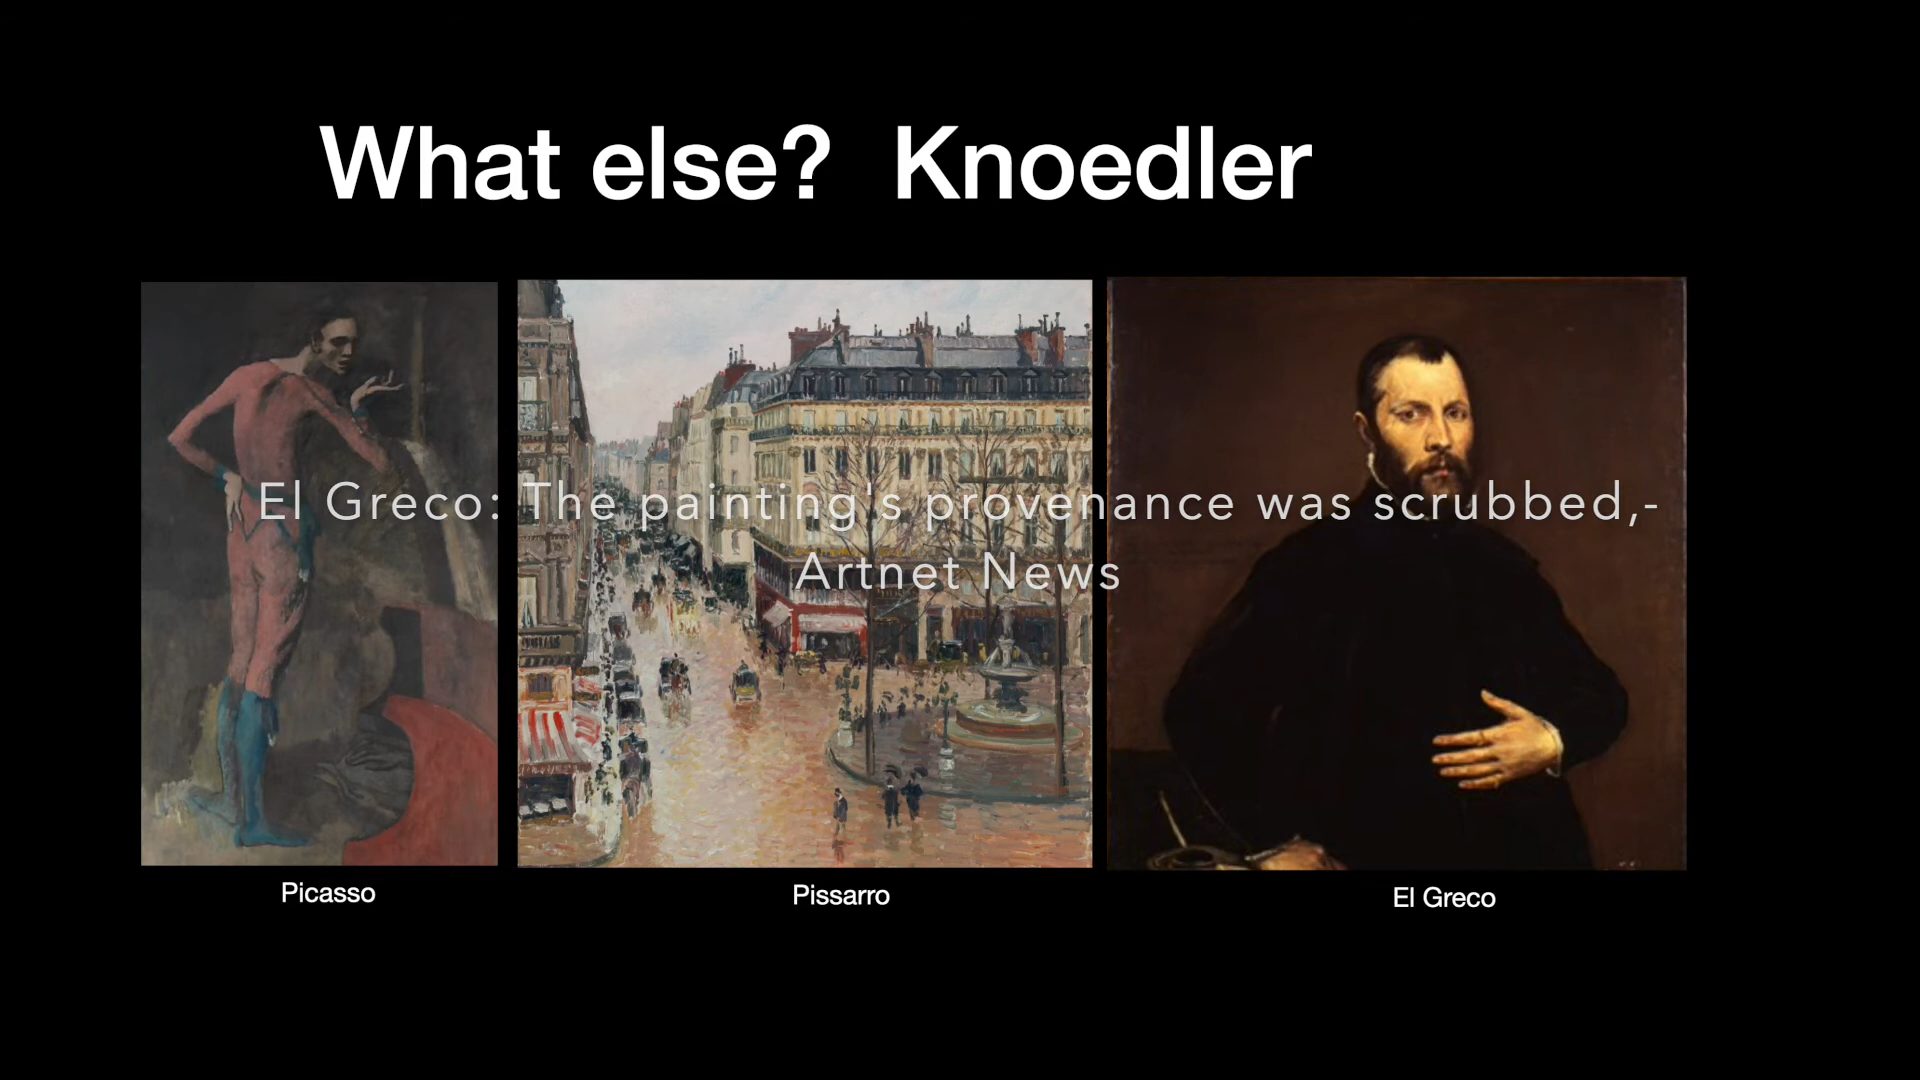 What else?  Knoedler
El Greco: The painting's provenance was scrubbed,-
Artnet News
Picasso
Pissarro
El Greco